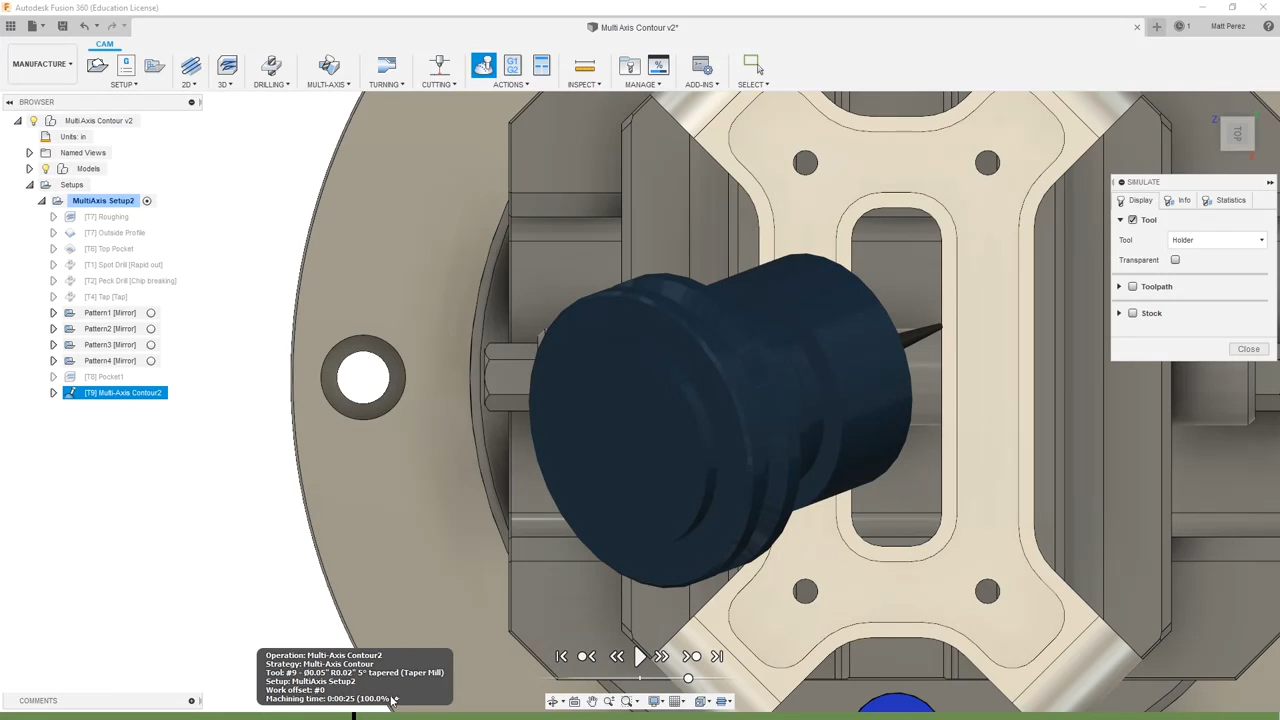 Autodesk Fusion 360 (Education License)
Multi Axis Contour v2*
1
Matt Perez
CAM
MANUFACTURE
SETUP
2D
3D
DRILLING
MULTI-AXIS
TURNING
CUTTING
G1
G2
ACTIONS
INSPECT
MANAGE
ADD-INS
SELECT
BROWSER
Multi Axis Contour v2
Units: in
Named Views
Models
Setups
MultiAxis Setup2
[T7] Roughing
[T7] Outside Profile
[T6] Top Pocket
[T1] Spot Drill [Rapid out]
[T2] Peck Drill [Chip breaking]
[T4] Tap [Tap]
Pattern1 [Mirror]
Pattern2 [Mirror]
Pattern3 [Mirror]
Pattern4 [Mirror]
[T8] Pocket1
[T9] Multi-Axis Contour2
Z
TOP
SIMULATE
Display
Info
Statistics
Tool
Tool
Holder
Transparent
Toolpath
Stock
Close
Operation: Multi-Axis Contour2
Strategy: Multi-Axis Contour
Tool: #9 - Ø0.05" R0.02" 5° tapered (Taper Mill)
Setup: MultiAxis Setup2
Work offset: #0
Machining time: 0:00:25 (100.0%)
COMMENTS